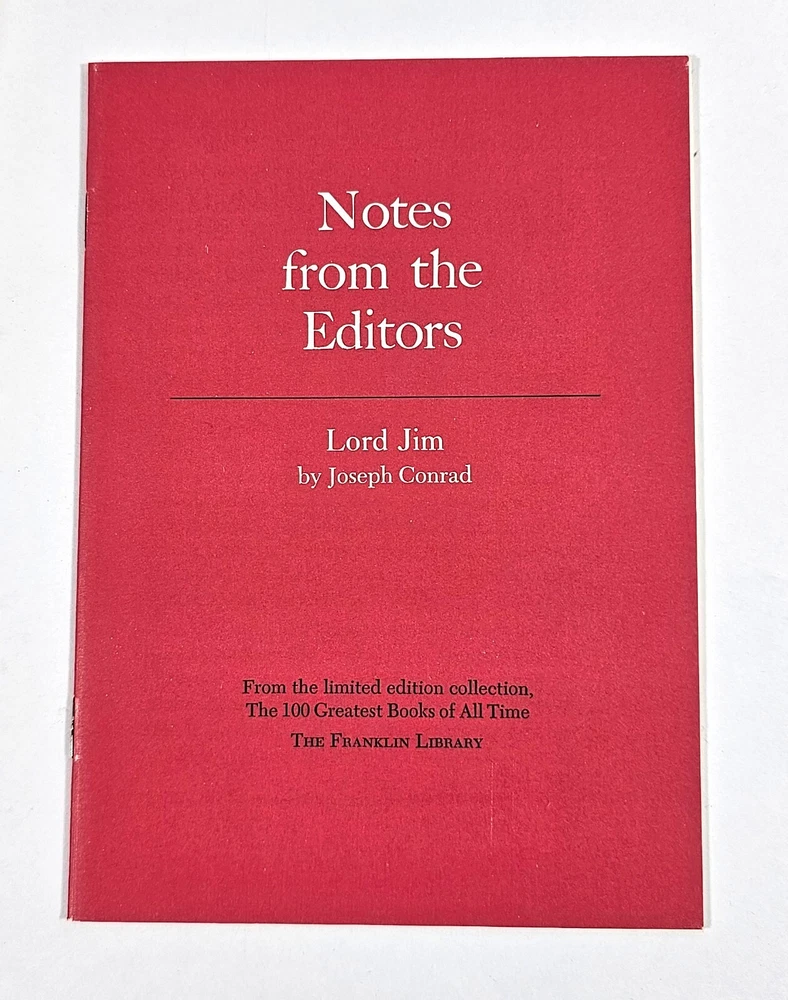 Notes
from the
Editors
Lord Jim
by Joseph Conrad
From the limited edition collection,
The 100 Greatest Books of All Time
The Franklin Library